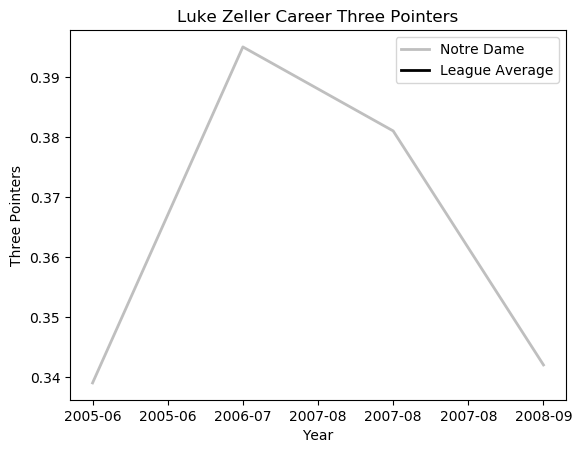 Luke Zeller Career Three Pointers
Notre Dame
League Average
0.39
0.38
0.37
0.36
0.35
0.34
Three Pointers
2005-06 2005-06 2006-07 2007-08 2007-08 2007-08 2008-09
Year